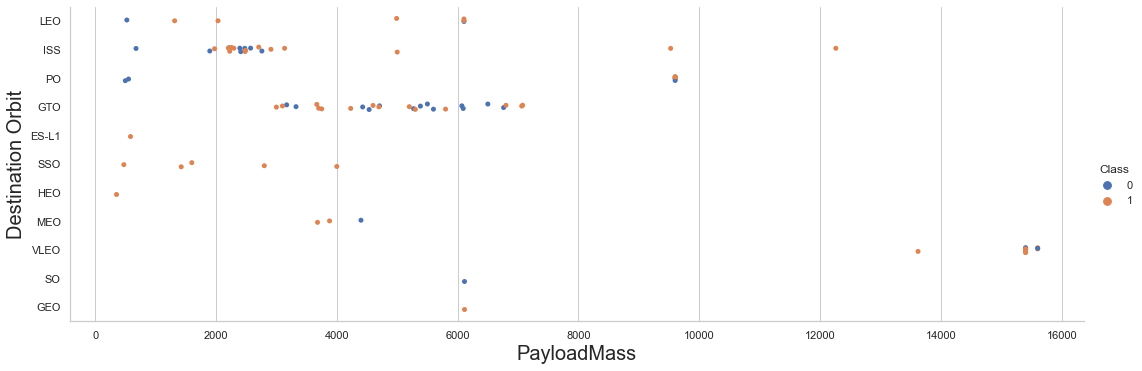 Destination Orbit
LEO
ISS
PO
GTO
ES-L1
SSO
HEO
MEO
VLEO
SO
GEO
0 2000 4000 6000 8000 10000 12000 14000 16000
PayloadMass
Class
0
1